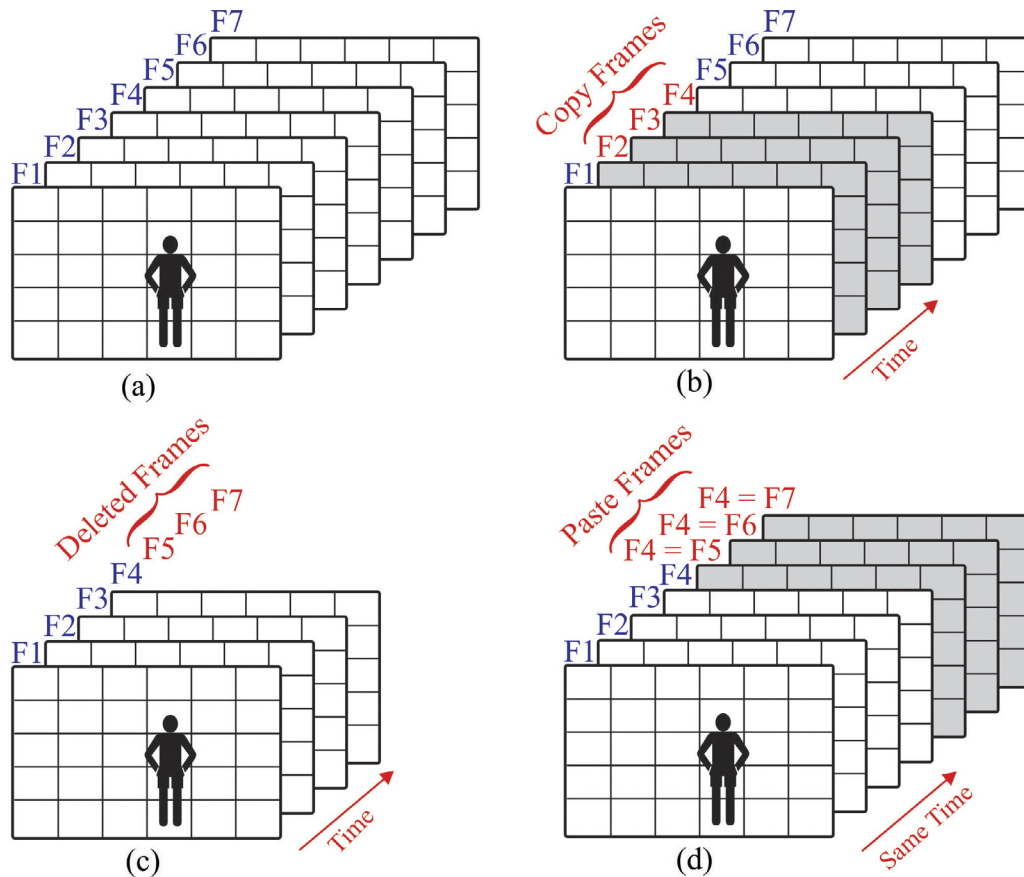 F7
F6
F5
F4
F3
F2
F1
(a)
Copy Frames
F7
F6
F5
F4
F3
F2
F1
Time
(b)
Deleted Frames
F7
F6
F5
F4
F3
F2
F1
Time
(c)
Paste Frames
F4 = F7
F4 = F6
F4 = F5
F4
F3
F2
F1
Same Time
(d)